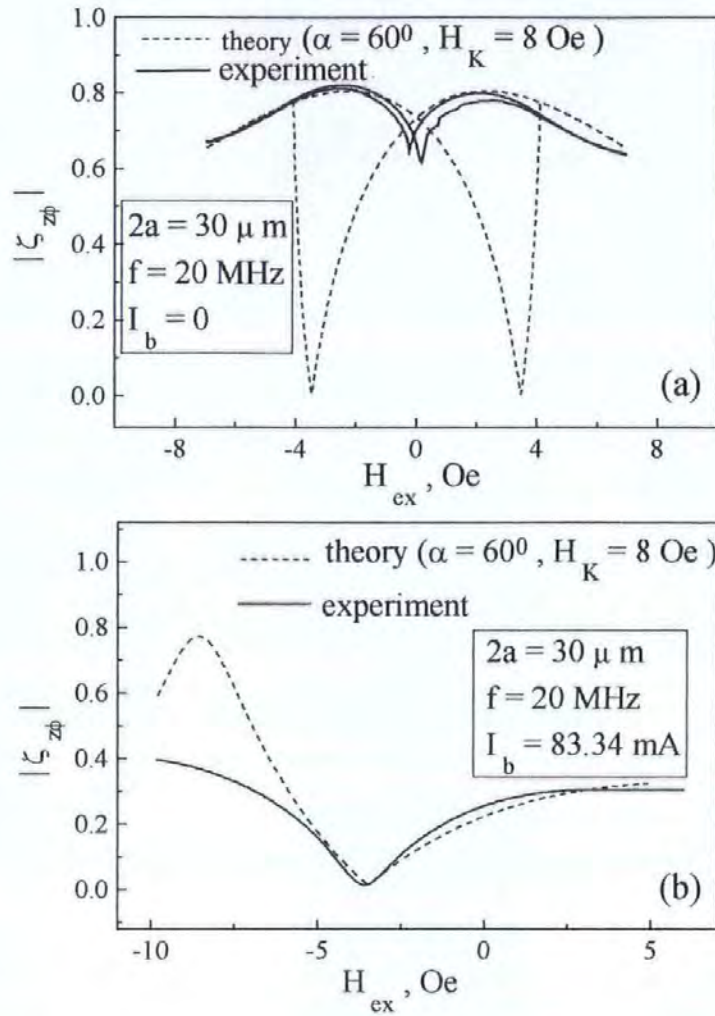 1.0
0.8
0.6
0.4
0.2
0.0
|ζzϕ|
theory (α = 60⁰ , H_K = 8 Oe )
experiment
2a = 30 μ m
f = 20 MHz
I_b = 0
(a)
-8 -4 0 4 8
H_ex , Oe
1.0
0.8
0.6
0.4
0.2
0.0
|ζzϕ|
theory (α = 60⁰ , H_K = 8 Oe )
experiment
2a = 30 μ m
f = 20 MHz
I_b = 83.34 mA
(b)
-10 -5 0 5
H_ex , Oe